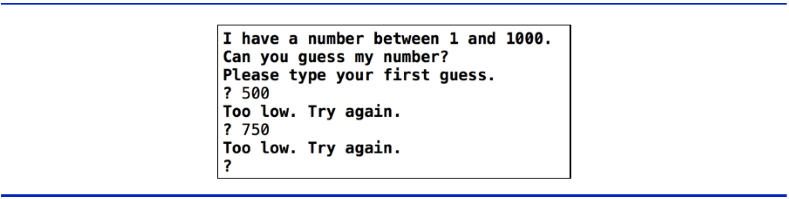 I have a number between 1 and 1000.
Can you guess my number?
Please type your first guess.
? 500
Too low. Try again.
? 750
Too low. Try again.
?